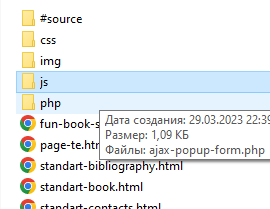 #source
css
img
js
php
Дата создания: 29.03.2023 22:39
Размер: 1,09 КБ
Файлы: ajax-popup-form.php
fun-book-s
page-te.htm
standart-bibliography.html
standart-book.html
standart-contacts.html